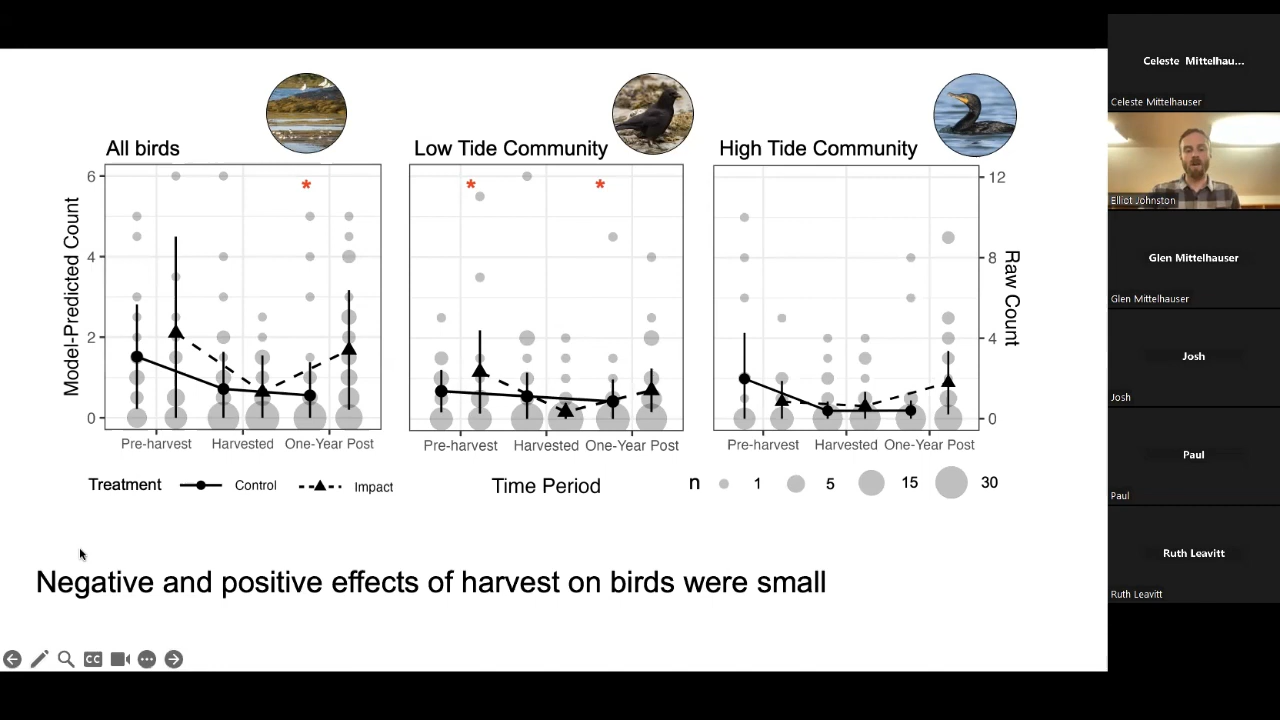 All birds
Low Tide Community
High Tide Community
Model-Predicted Count
6
4
2
0
*
*
*
12
8
4
0
Raw Count
Pre-harvest Harvested One-Year Post
Pre-harvest Harvested One-Year Post
Pre-harvest Harvested One-Year Post
Treatment Control Impact
Time Period
n 1 5 15 30
Negative and positive effects of harvest on birds were small
CC
Celeste Mittelhau...
Celeste Mittelhauser
Elliot Johnston
Glen Mittelhauser
Glen Mittelhauser
Josh
Josh
Paul
Paul
Ruth Leavitt
Ruth Leavitt